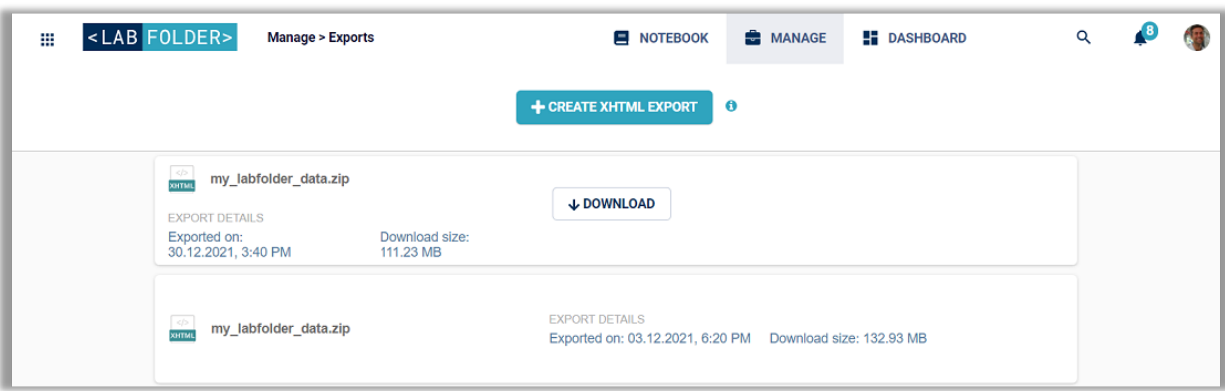 <LAB FOLDER>
Manage > Exports
NOTEBOOK
MANAGE
DASHBOARD
8
+ CREATE XHTML EXPORT
i
</>
XHTML
my_labfolder_data.zip
DOWNLOAD
EXPORT DETAILS
Exported on:
30.12.2021, 3:40 PM
Download size:
111.23 MB
</>
XHTML
my_labfolder_data.zip
EXPORT DETAILS
Exported on: 03.12.2021, 6:20 PM Download size: 132.93 MB